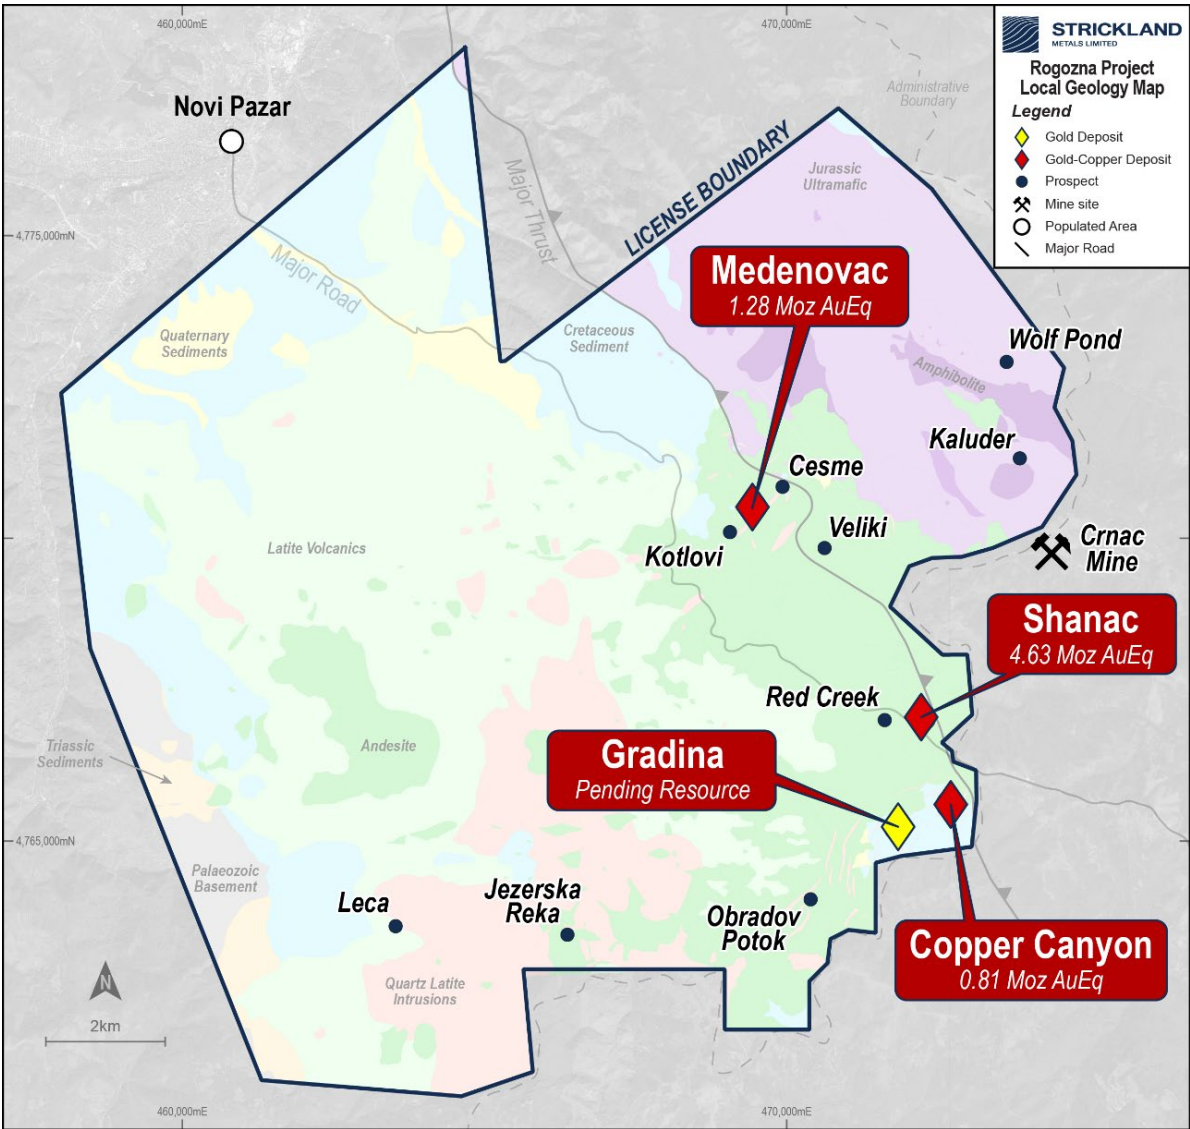 460,000mE
470,000mE
STRICKLAND
METALS LIMITED
Rogozna Project
Local Geology Map
Legend
Gold Deposit
Gold-Copper Deposit
Prospect
Mine site
Populated Area
Major Road
Administrative
Boundary
Novi Pazar
Major Thrust
LICENSE BOUNDARY
Jurassic
Ultramafic
4,775,000mN
Major Road
Medenovac
1.28 Moz AuEq
Quaternary
Sediments
Cretaceous
Sediment
Wolf Pond
Amphibolite
Kaluder
Cesme
Veliki
Kotlovi
Latite Volcanics
Crnac
Mine
Shanac
4.63 Moz AuEq
Red Creek
Triassic
Sediments
Andesite
Gradina
Pending Resource
4,765,000mN
Palaeozoic
Basement
Leca
Jezerska
Reka
Obradov
Potok
Copper Canyon
0.81 Moz AuEq
Quartz Latite
Intrusions
N
2km
460,000mE
470,000mE